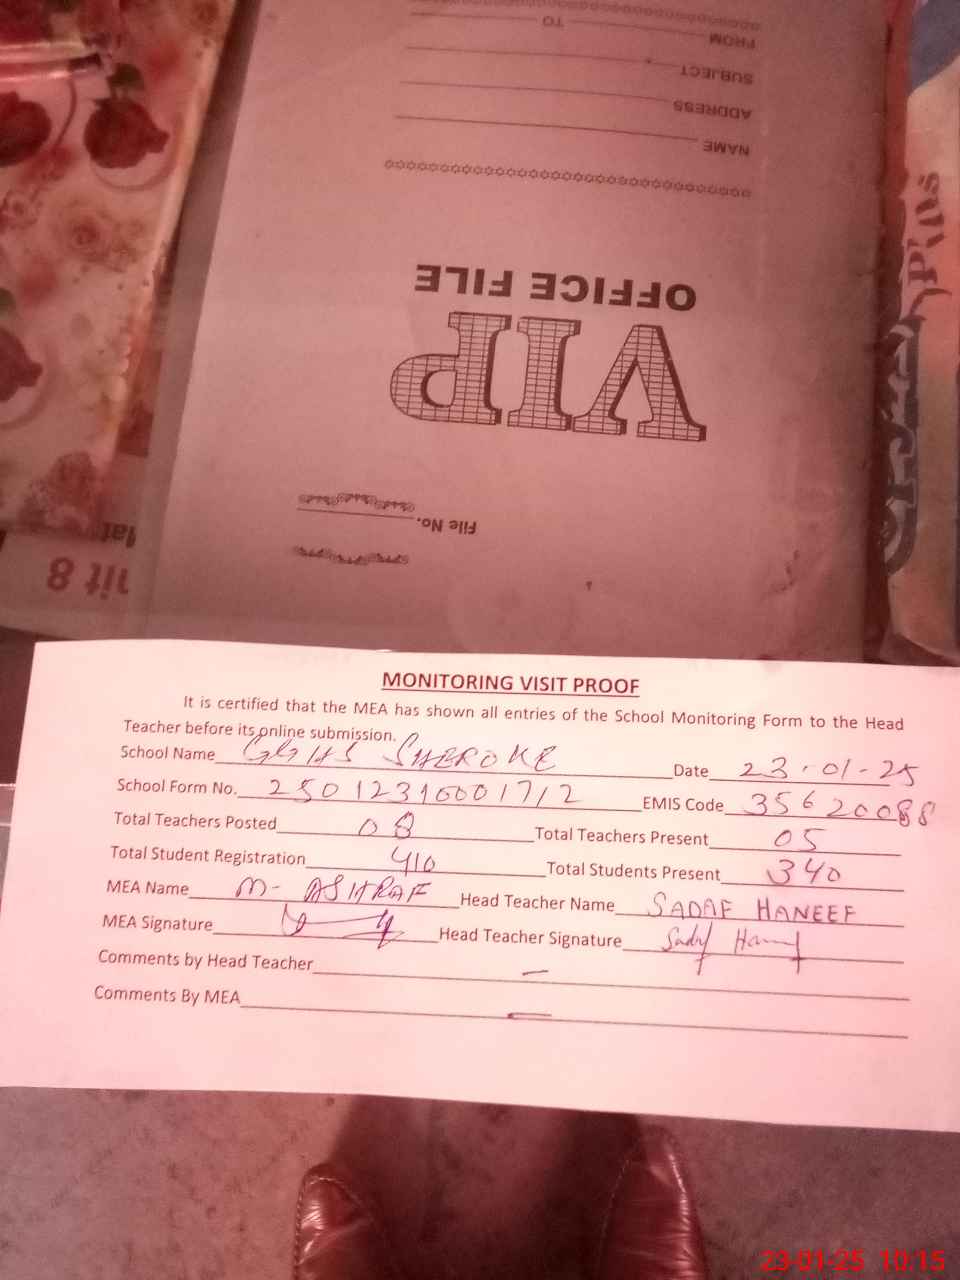 TO
FROM
SUBJECT
ADDRESS
NAME
Plus
OFFICE FILE
VIP
File No.
nit 8
MONITORING VISIT PROOF
It is certified that the MEA has shown all entries of the School Monitoring Form to the Head
Teacher before its online submission.
School Name GGHS SHEROKE Date 23-01-25
School Form No. 25012310001712 EMIS Code 35620088
Total Teachers Posted 08 Total Teachers Present 05
Total Student Registration 410 Total Students Present 340
MEA Name M- ASHRAF Head Teacher Name SADAF HANEEF
MEA Signature Head Teacher Signature
Comments by Head Teacher —
Comments By MEA —
23-01-25 10:15